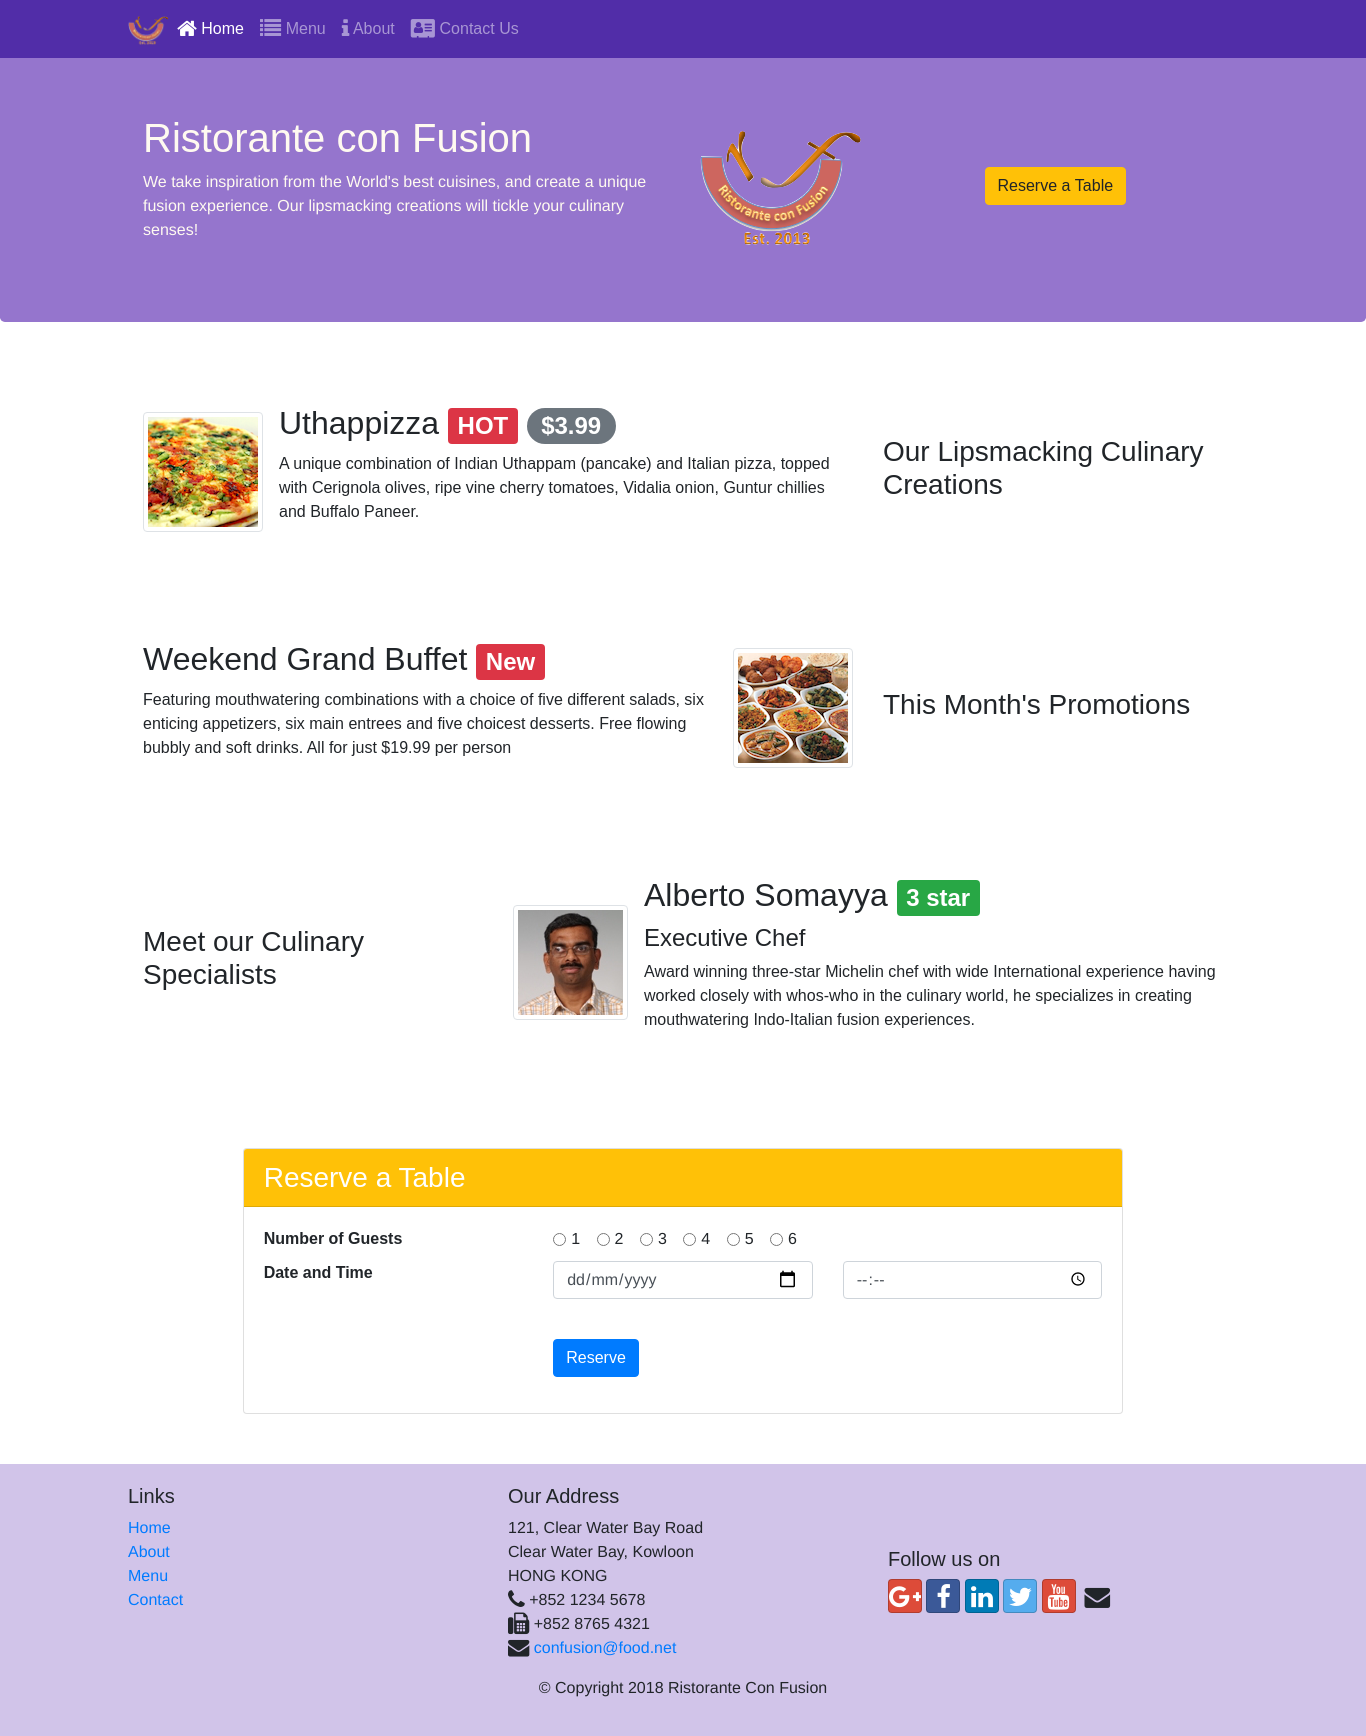 Home Menu About Contact Us
Ristorante con Fusion
We take inspiration from the World's best cuisines, and create a unique
fusion experience. Our lipsmacking creations will tickle your culinary
senses!
Ristorante con Fusion
Est. 2013
Reserve a Table
Uthappizza HOT $3.99
A unique combination of Indian Uthappam (pancake) and Italian pizza, topped
with Cerignola olives, ripe vine cherry tomatoes, Vidalia onion, Guntur chillies
and Buffalo Paneer.
Our Lipsmacking Culinary
Creations
Weekend Grand Buffet New
Featuring mouthwatering combinations with a choice of five different salads, six
enticing appetizers, six main entrees and five choicest desserts. Free flowing
bubbly and soft drinks. All for just $19.99 per person
This Month's Promotions
Meet our Culinary
Specialists
Alberto Somayya 3 star
Executive Chef
Award winning three-star Michelin chef with wide International experience having
worked closely with whos-who in the culinary world, he specializes in creating
mouthwatering Indo-Italian fusion experiences.
Reserve a Table
Number of Guests 1 2 3 4 5 6
Date and Time dd/mm/yyyy --:--
Reserve
Links
Home
About
Menu
Contact
Our Address
121, Clear Water Bay Road
Clear Water Bay, Kowloon
HONG KONG
+852 1234 5678
+852 8765 4321
confusion@food.net
Follow us on
G+ f in You Tube
© Copyright 2018 Ristorante Con Fusion